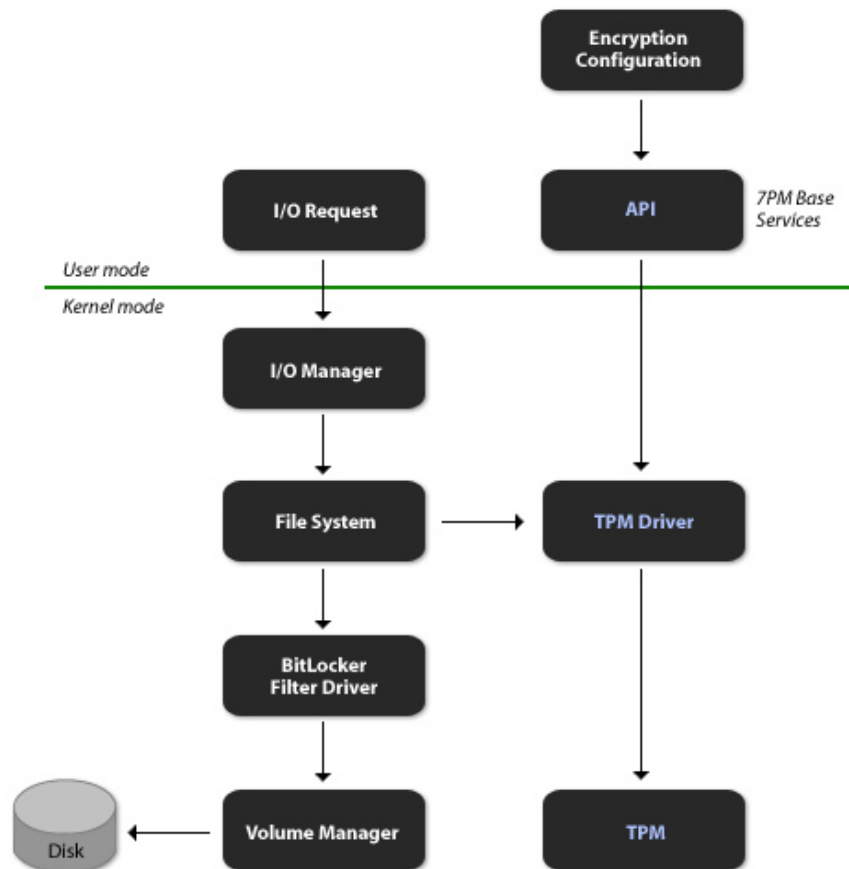 Encryption
Configuration
I/O Request
API
7PM Base
Services
User mode
Kernel mode
I/O Manager
File System
TPM Driver
BitLocker
Filter Driver
Disk
Volume Manager
TPM